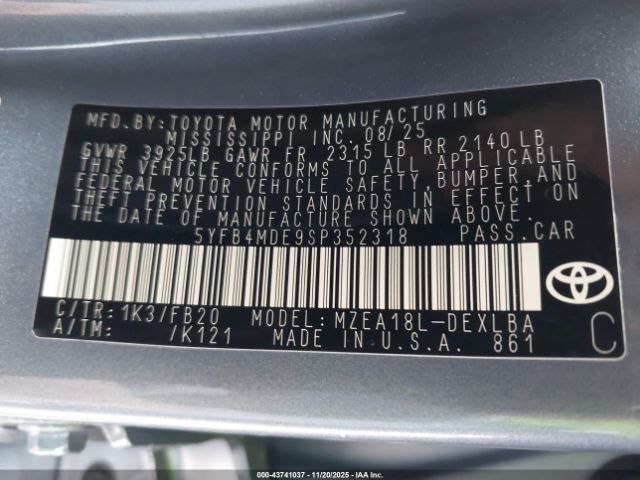 MFD.BY:TOYOTA MOTOR MANUFACTURING
MISSISSIPPI INC. 08/25
GVWR 3925LB GAWR FR 2315 LB RR 2140LB
THIS VEHICLE CONFORMS TO ALL APPLICABLE
FEDERAL MOTOR VEHICLE SAFETY,BUMPER,AND
THEFT PREVENTION STANDARDS IN EFFECT ON
THE DATE OF MANUFACTURE SHOWN ABOVE.
5YFB4MDE9SP352318 PASS.CAR
C/TR:1K3/FB20 MODEL:MZEA18L-DEXLBA
A/TM: /K121 MADE IN U.S.A. 861
C
TOYOTA
000-43741037 - 11/20/2025 - IAA Inc.